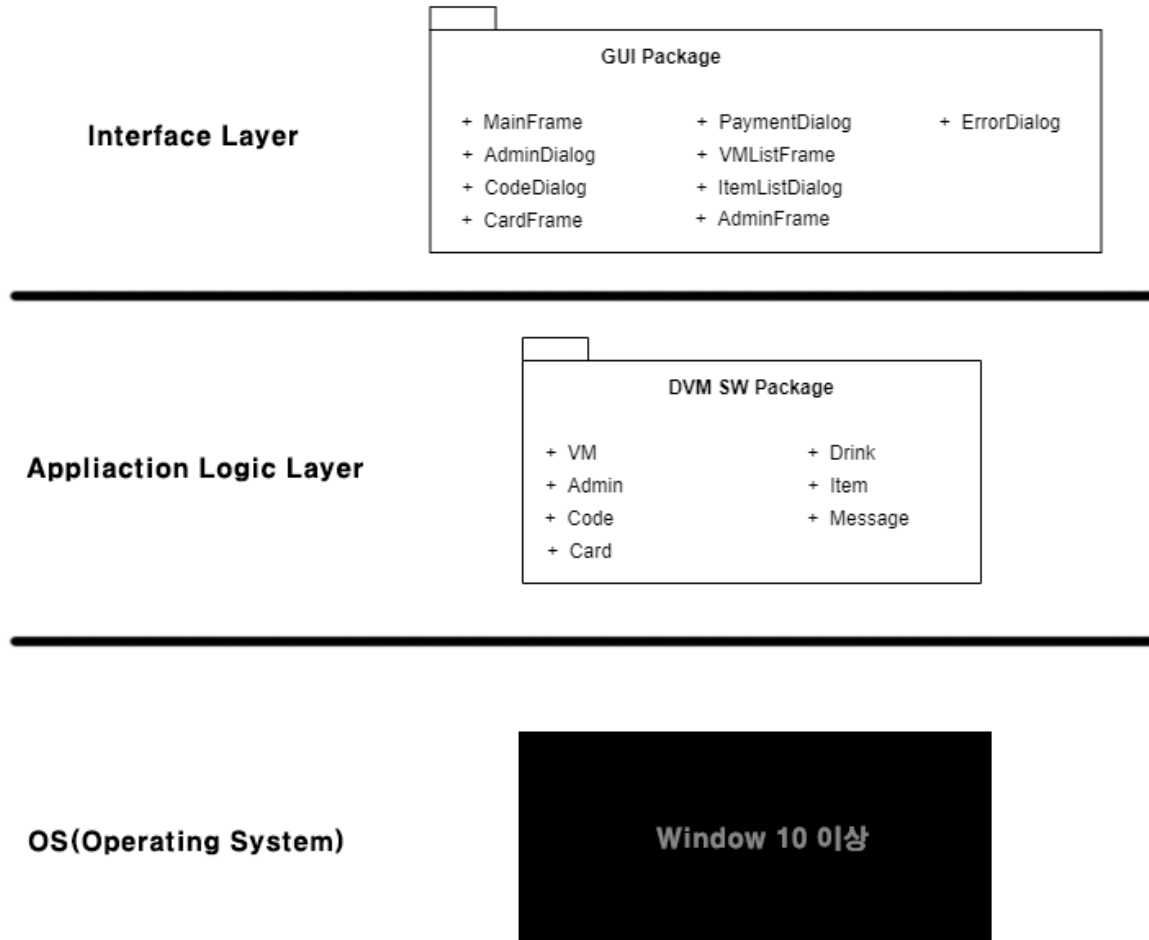 GUI Package
Interface Layer
+ MainFrame
+ AdminDialog
+ CodeDialog
+ CardFrame
+ PaymentDialog
+ VMListFrame
+ ItemListDialog
+ AdminFrame
+ ErrorDialog
DVM SW Package
Appliaction Logic Layer
+ VM
+ Admin
+ Code
+ Card
+ Drink
+ Item
+ Message
OS(Operating System)
Window 10 이상